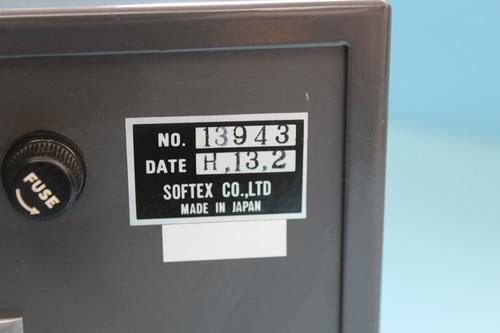 NO. 13943
DATE H.13.2
SOFTEX CO.,LTD
MADE IN JAPAN
FUSE